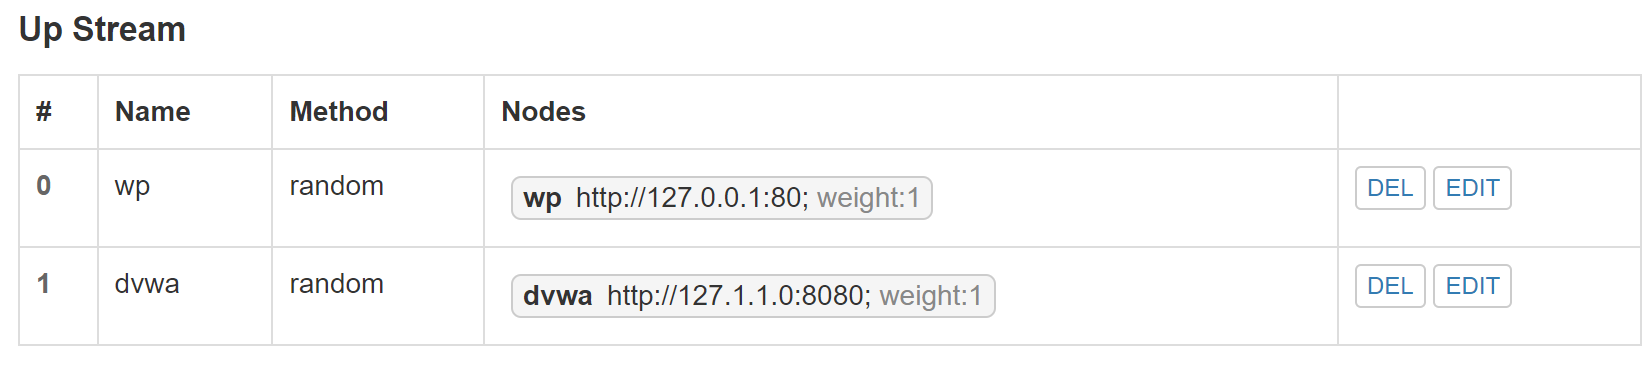 Up Stream
# Name Method Nodes
0 wp random wp http://127.0.0.1:80; weight:1 DEL EDIT
1 dvwa random dvwa http://127.1.1.0:8080; weight:1 DEL EDIT